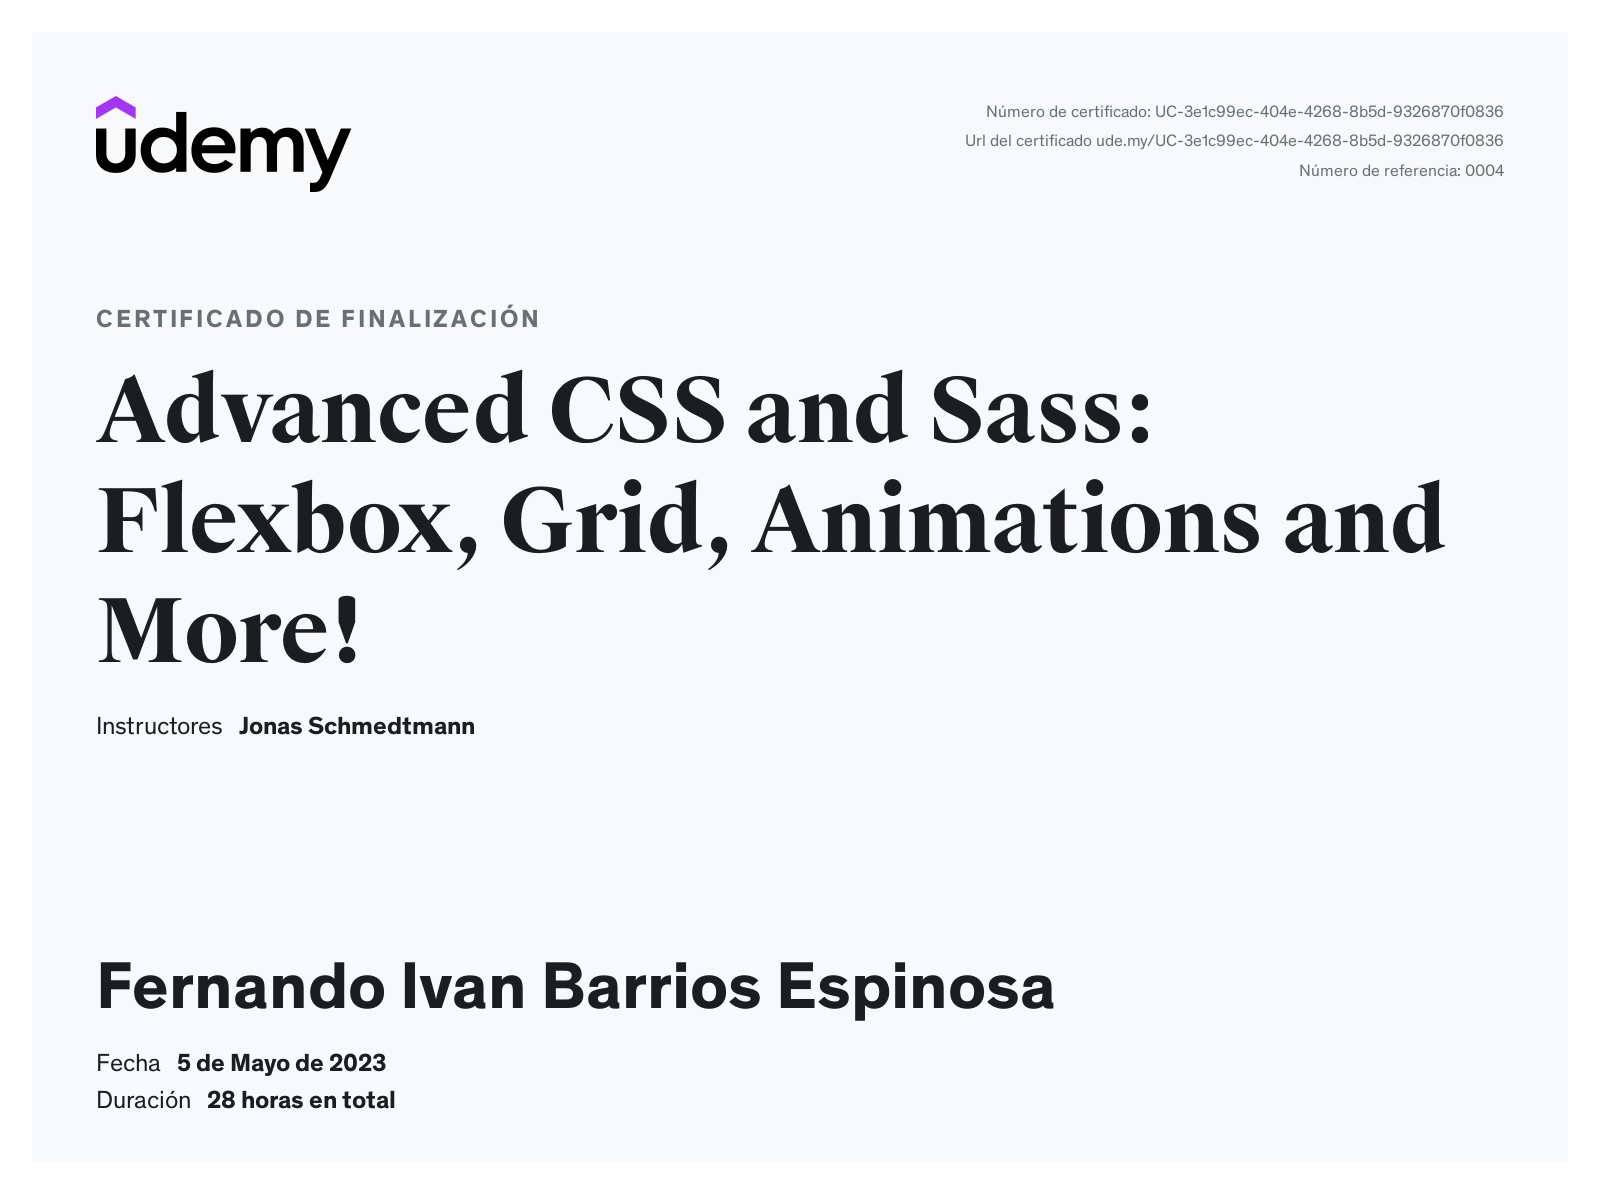 udemy
Número de certificado: UC-3e1c99ec-404e-4268-8b5d-9326870f0836
Url del certificado ude.my/UC-3e1c99ec-404e-4268-8b5d-9326870f0836
Número de referencia: 0004
CERTIFICADO DE FINALIZACIÓN
Advanced CSS and Sass:
Flexbox, Grid, Animations and
More!
Instructores Jonas Schmedtmann
Fernando Ivan Barrios Espinosa
Fecha 5 de Mayo de 2023
Duración 28 horas en total